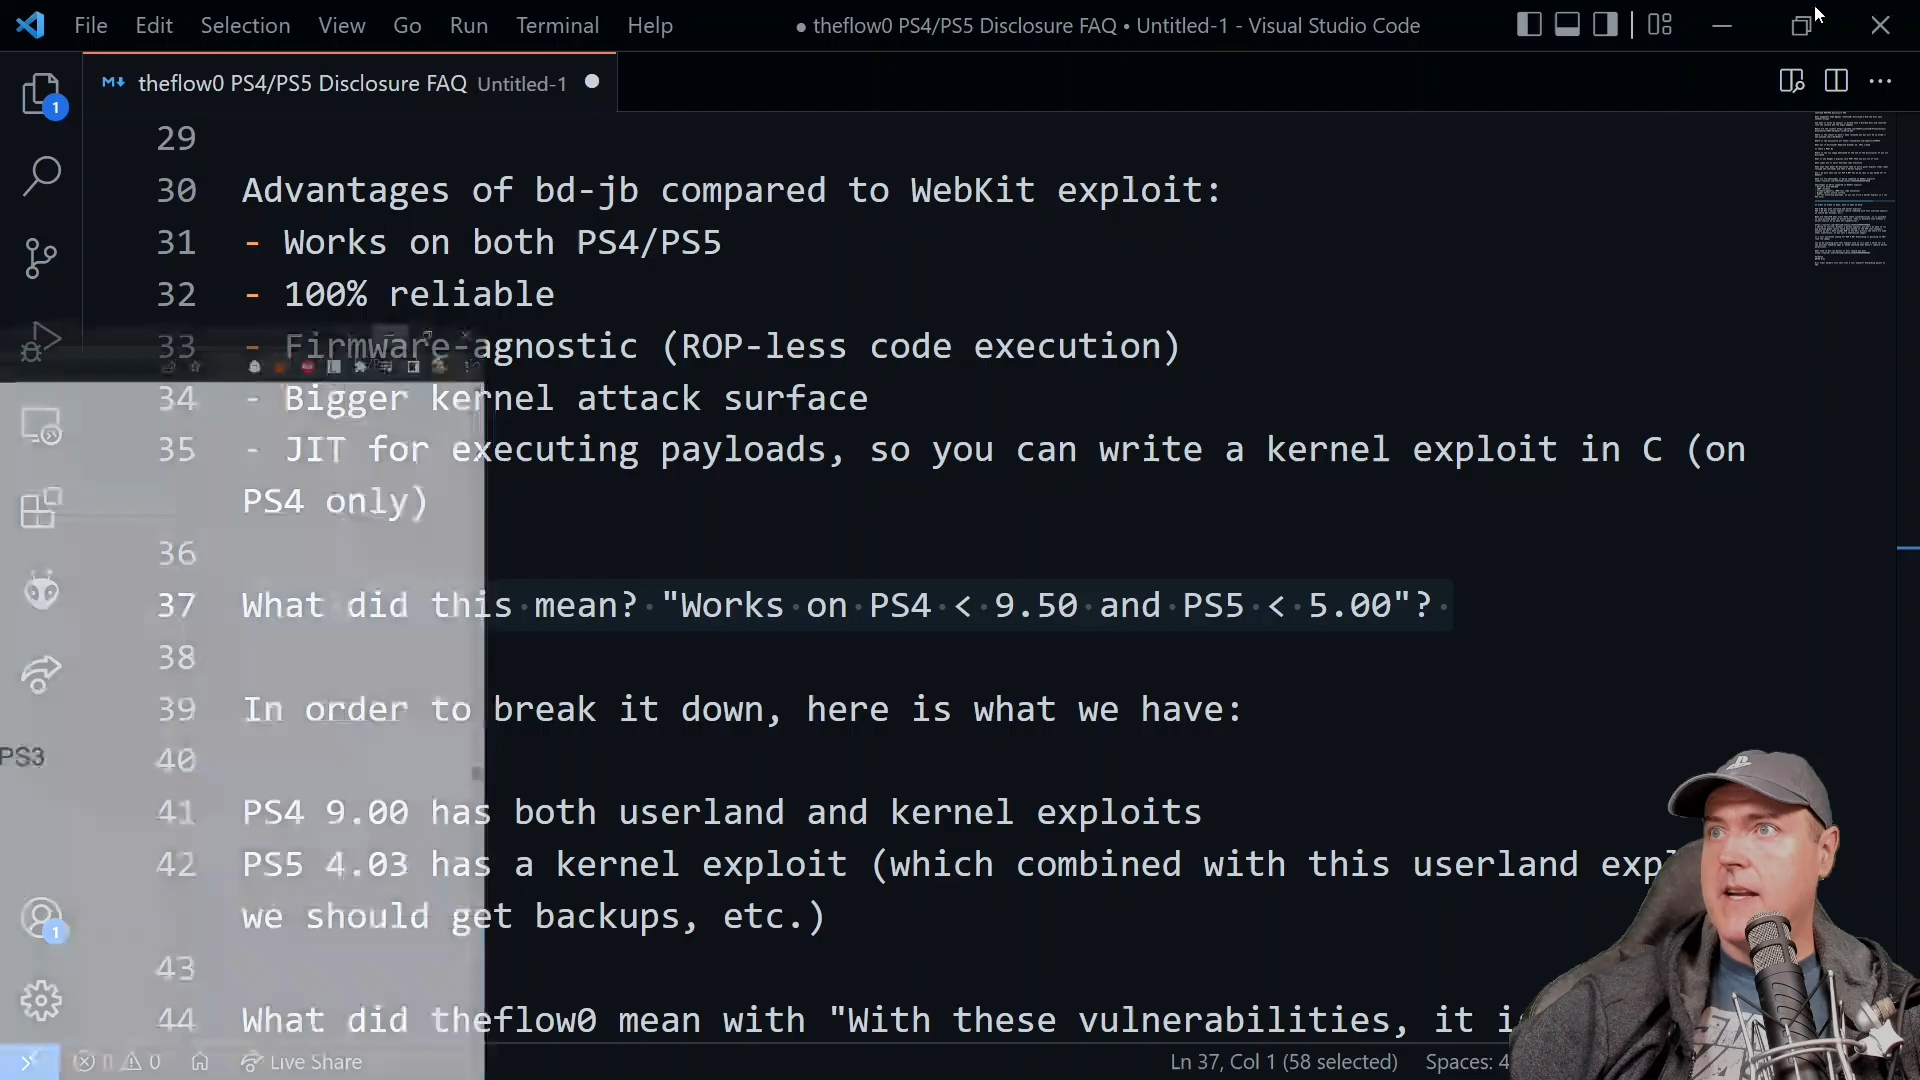 File Edit Selection View Go Run Terminal Help
● theflow0 PS4/PS5 Disclosure FAQ • Untitled-1 - Visual Studio Code
theflow0 PS4/PS5 Disclosure FAQ Untitled-1
29
30 Advantages of bd-jb compared to WebKit exploit:
31 - Works on both PS4/PS5
32 - 100% reliable
33 - Firmware-agnostic (ROP-less code execution)
34 - Bigger kernel attack surface
35 - JIT for executing payloads, so you can write a kernel exploit in C (on
PS4 only)
36
37 What did this mean? "Works on PS4 < 9.50 and PS5 < 5.00"?
38
39 In order to break it down, here is what we have:
PS3
40
41 PS4 9.00 has both userland and kernel exploits
42 PS5 4.03 has a kernel exploit (which combined with this userland
we should get backups, etc.)
43
44 What did theflow0 mean with "With these vulnerabilities, it
0 Live Share
Ln 37, Col 1 (58 selected) Spaces: 4
1
1